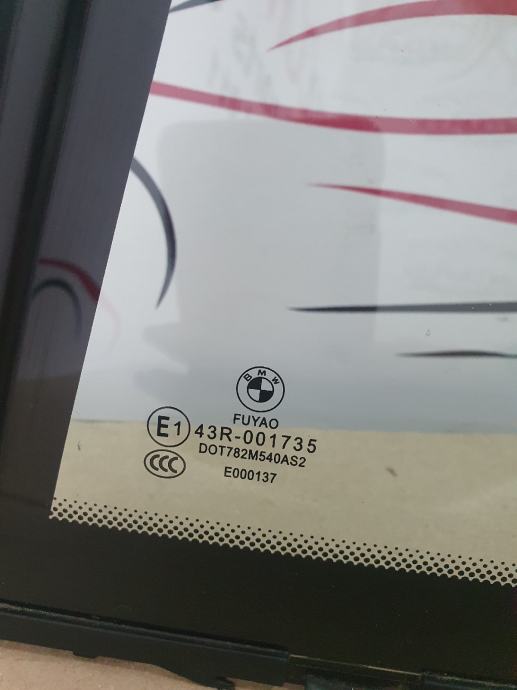 BMW
FUYAO
E1 43R-001735
CCC DOT782M540AS2
E000137